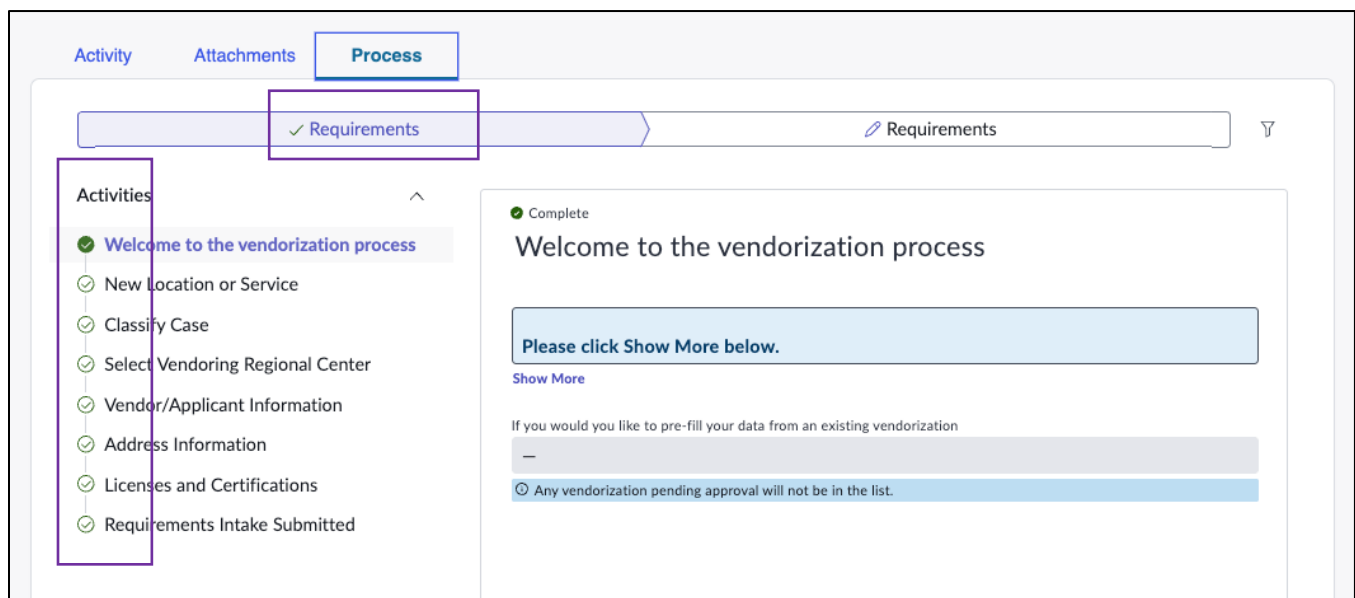 Activity Attachments Process
Requirements Requirements
Activities
Welcome to the vendorization process
New Location or Service
Classify Case
Select Vendoring Regional Center
Vendor/Applicant Information
Address Information
Licenses and Certifications
Requirements Intake Submitted
Complete
Welcome to the vendorization process
Please click Show More below.
Show More
If you would you like to pre-fill your data from an existing vendorization
—
Any vendorization pending approval will not be in the list.